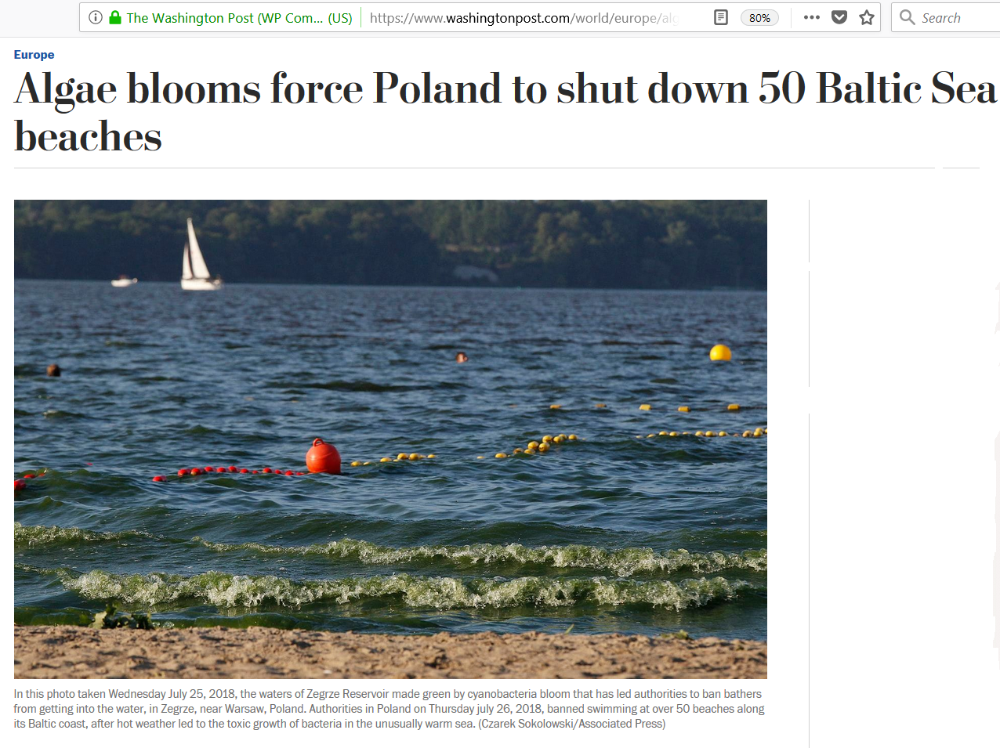 The Washington Post (WP Com... (US) https://www.washingtonpost.com/world/europe/alg 80% Search
Europe
Algae blooms force Poland to shut down 50 Baltic Sea
beaches
In this photo taken Wednesday July 25, 2018, the waters of Zegrze Reservoir made green by cyanobacteria bloom that has led authorities to ban bathers
from getting into the water, in Zegrze, near Warsaw, Poland. Authorities in Poland on Thursday july 26, 2018, banned swimming at over 50 beaches along
its Baltic coast, after hot weather led to the toxic growth of bacteria in the unusually warm sea. (Czarek Sokolowski/Associated Press)